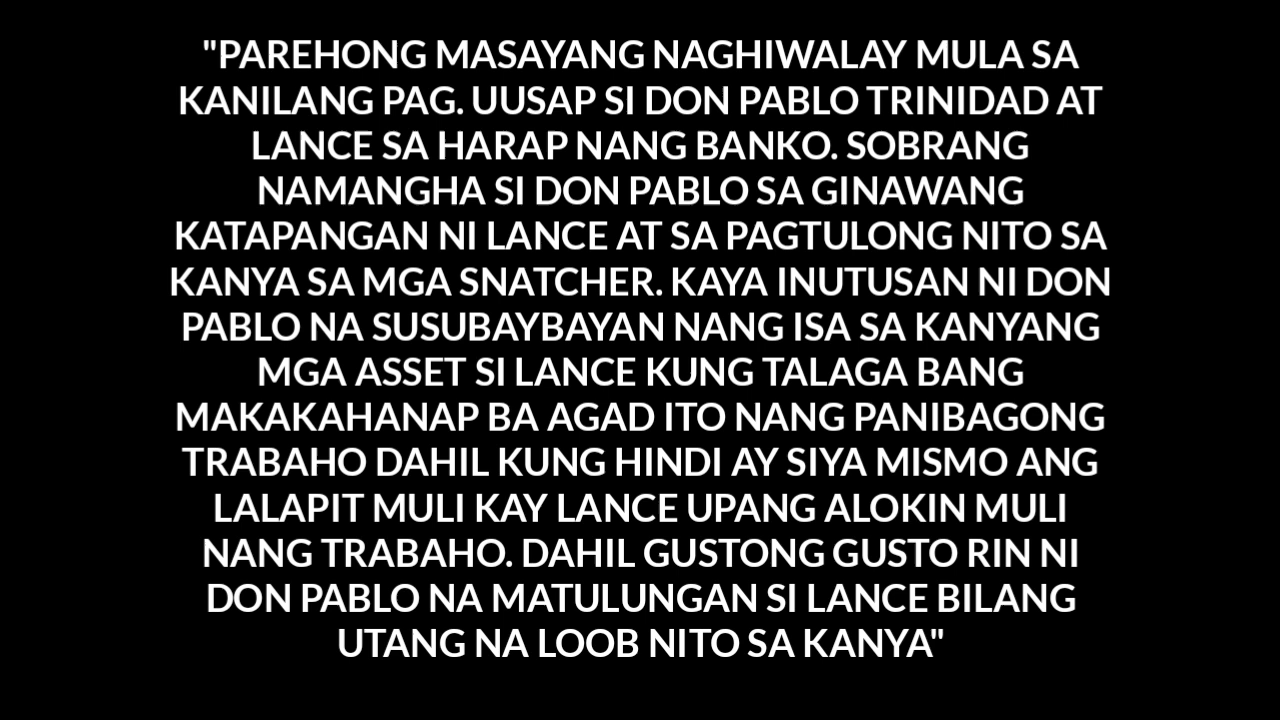 "PAREHONG MASAYANG NAGHIWALAY MULA SA
KANILANG PAG. UUSAP SI DON PABLO TRINIDAD AT
LANCE SA HARAP NANG BANKO. SOBRANG
NAMANGHA SI DON PABLO SA GINAWANG
KATAPANGAN NI LANCE AT SA PAGTULONG NITO SA
KANYA SA MGA SNATCHER. KAYA INUTUSAN NI DON
PABLO NA SUSUBAYBAYAN NANG ISA SA KANYANG
MGA ASSET SI LANCE KUNG TALAGA BANG
MAKAKAHANAP BA AGAD ITO NANG PANIBAGONG
TRABAHO DAHIL KUNG HINDI AY SIYA MISMO ANG
LALAPIT MULI KAY LANCE UPANG ALOKIN MULI
NANG TRABAHO. DAHIL GUSTONG GUSTO RIN NI
DON PABLO NA MATULUNGAN SI LANCE BILANG
UTANG NA LOOB NITO SA KANYA"